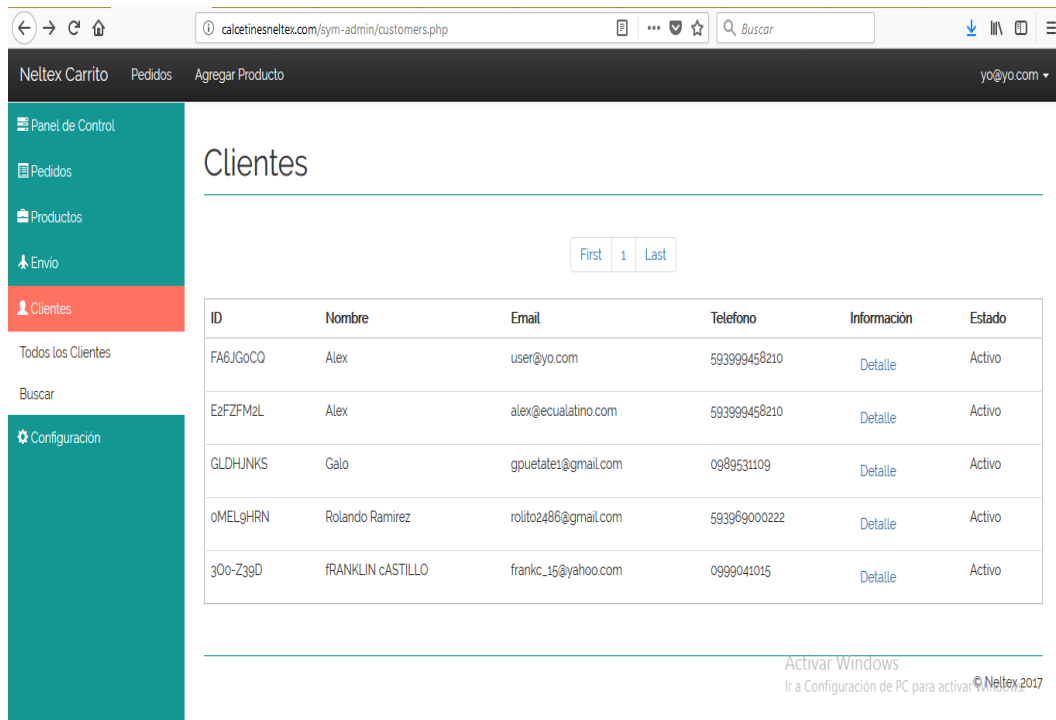 calcetinesneltex.com/sym-admin/customers.php
Buscar
Neltex Carrito Pedidos Agregar Producto yo@yo.com
Panel de Control
Pedidos
Productos
Envio
Clientes
Todos los Clientes
Buscar
Configuración
Clientes
First 1 Last
ID Nombre Email Telefono Información Estado
FA6JG0CQ Alex user@yo.com 593999458210 Detalle Activo
E2FZFM2L Alex alex@ecualatino.com 593999458210 Detalle Activo
GLDHJNKS Galo gpuetate1@gmail.com 0989531109 Detalle Activo
0MEL9HRN Rolando Ramirez rolito2486@gmail.com 593969000222 Detalle Activo
3O0-Z39D fRANKLIN cASTILLO frankc_15@yahoo.com 0999041015 Detalle Activo
Activar Windows
Ir a Configuración de PC para activar Windows.
© Neltex 2017